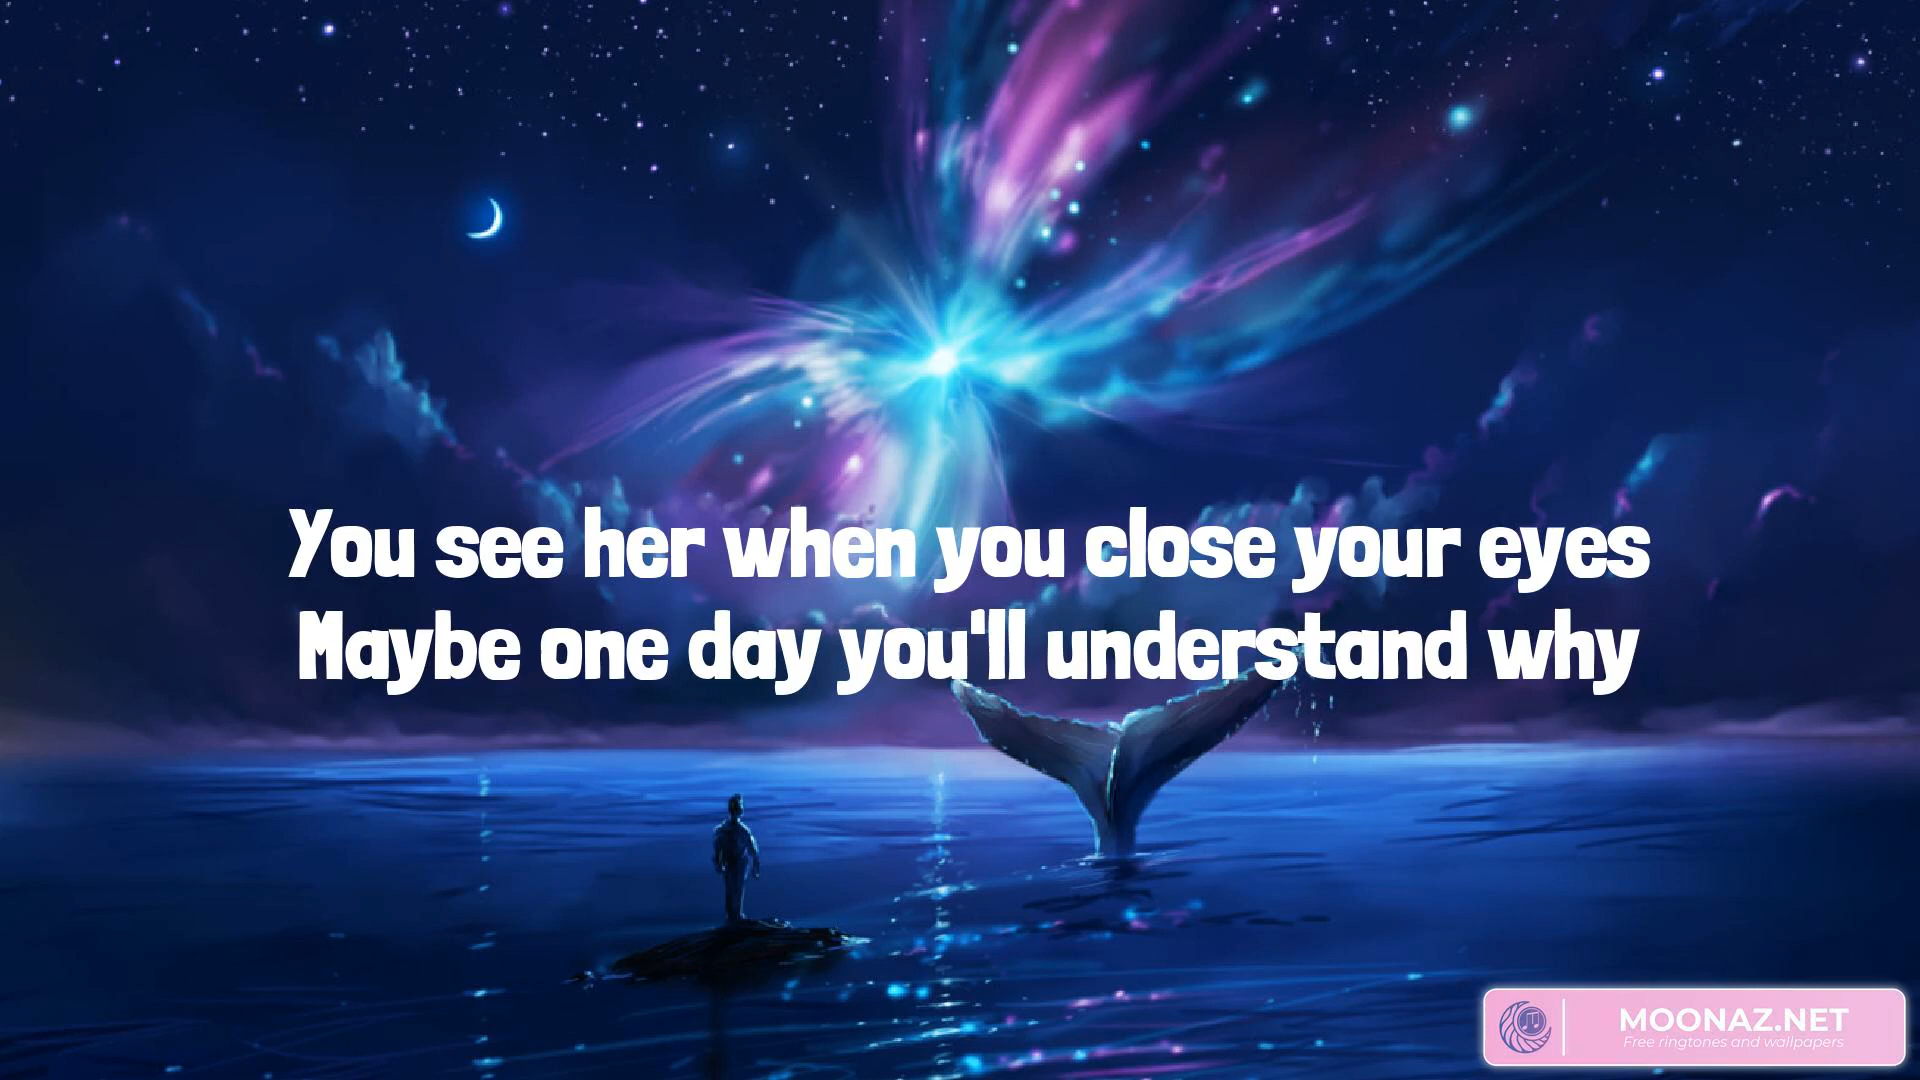 You see her when you close your eyes
Maybe one day you'll understand why
MOONAZ.NET
Free ringtones and wallpapers